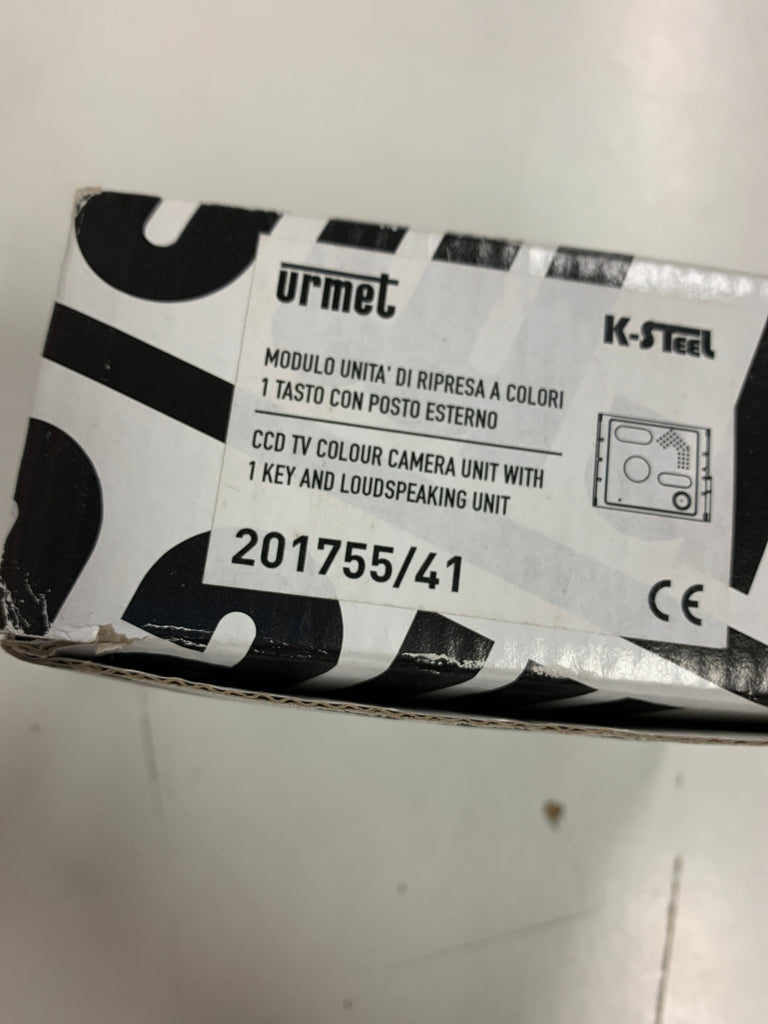 urmet
K-STEEL
MODULO UNITA' DI RIPRESA A COLORI
1 TASTO CON POSTO ESTERNO
CCD TV COLOUR CAMERA UNIT WITH
1 KEY AND LOUDSPEAKING UNIT
201755/41
CE